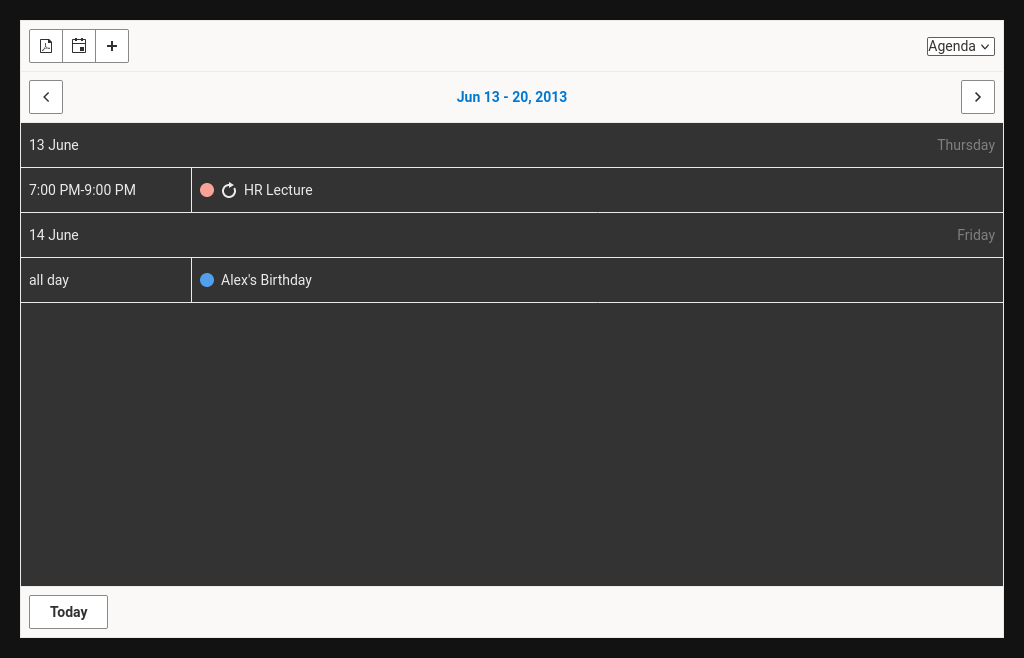 Agenda
Jun 13 - 20, 2013
13 June Thursday
7:00 PM-9:00 PM HR Lecture
14 June Friday
all day Alex's Birthday
Today